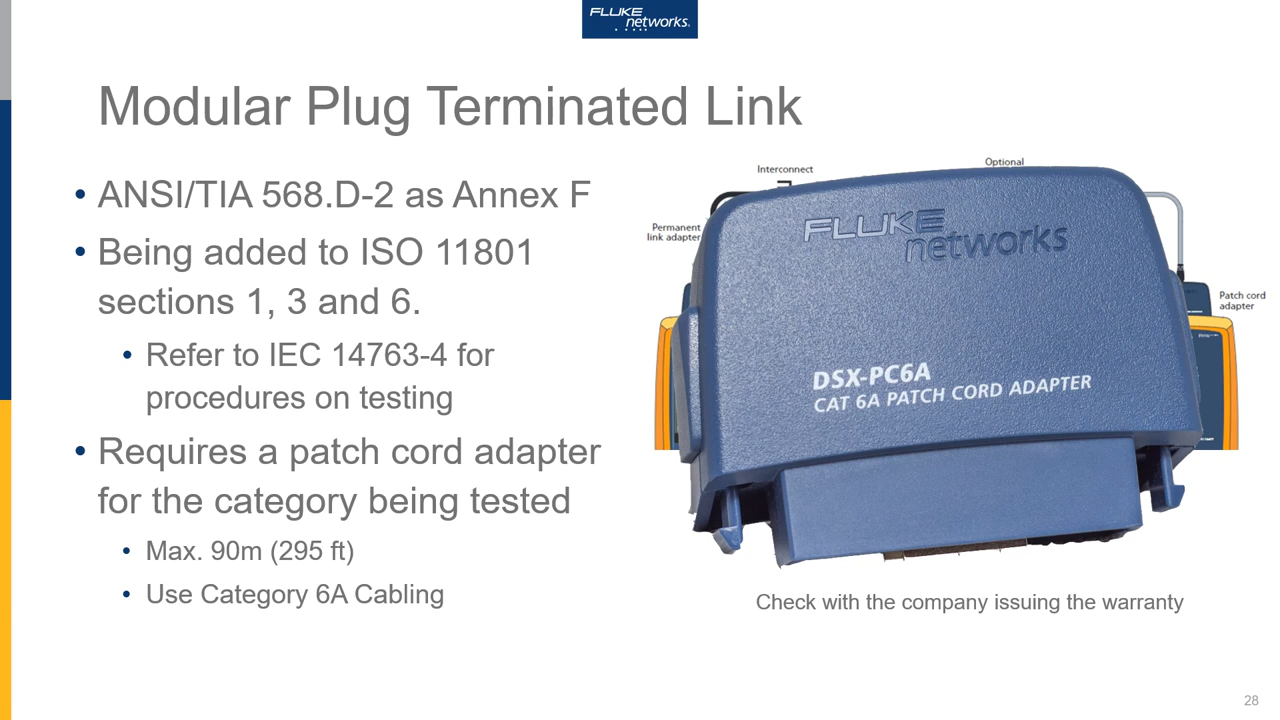 FLUKE
networks®
Modular Plug Terminated Link
• ANSI/TIA 568.D-2 as Annex F
• Being added to ISO 11801
sections 1, 3 and 6.
• Refer to IEC 14763-4 for
procedures on testing
• Requires a patch cord adapter
for the category being tested
• Max. 90m (295 ft)
• Use Category 6A Cabling
Interconnect
Optional
Permanent
link adapter
FLUKE
networks
DSX-PC6A
CAT 6A PATCH CORD ADAPTER
Patch cord
adapter
Check with the company issuing the warranty
28